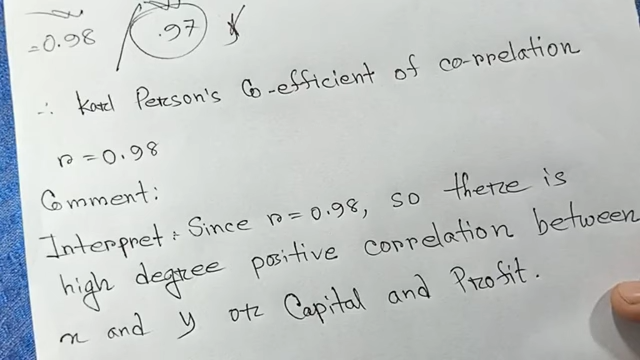 =0.98 / .97
∴ Karl Person's Co-efficient of co-rrelation
r = 0.98
Comment:
Interpret: Since r = 0.98, so there is
high degree positive correlation between
x and y or Capital and Profit.